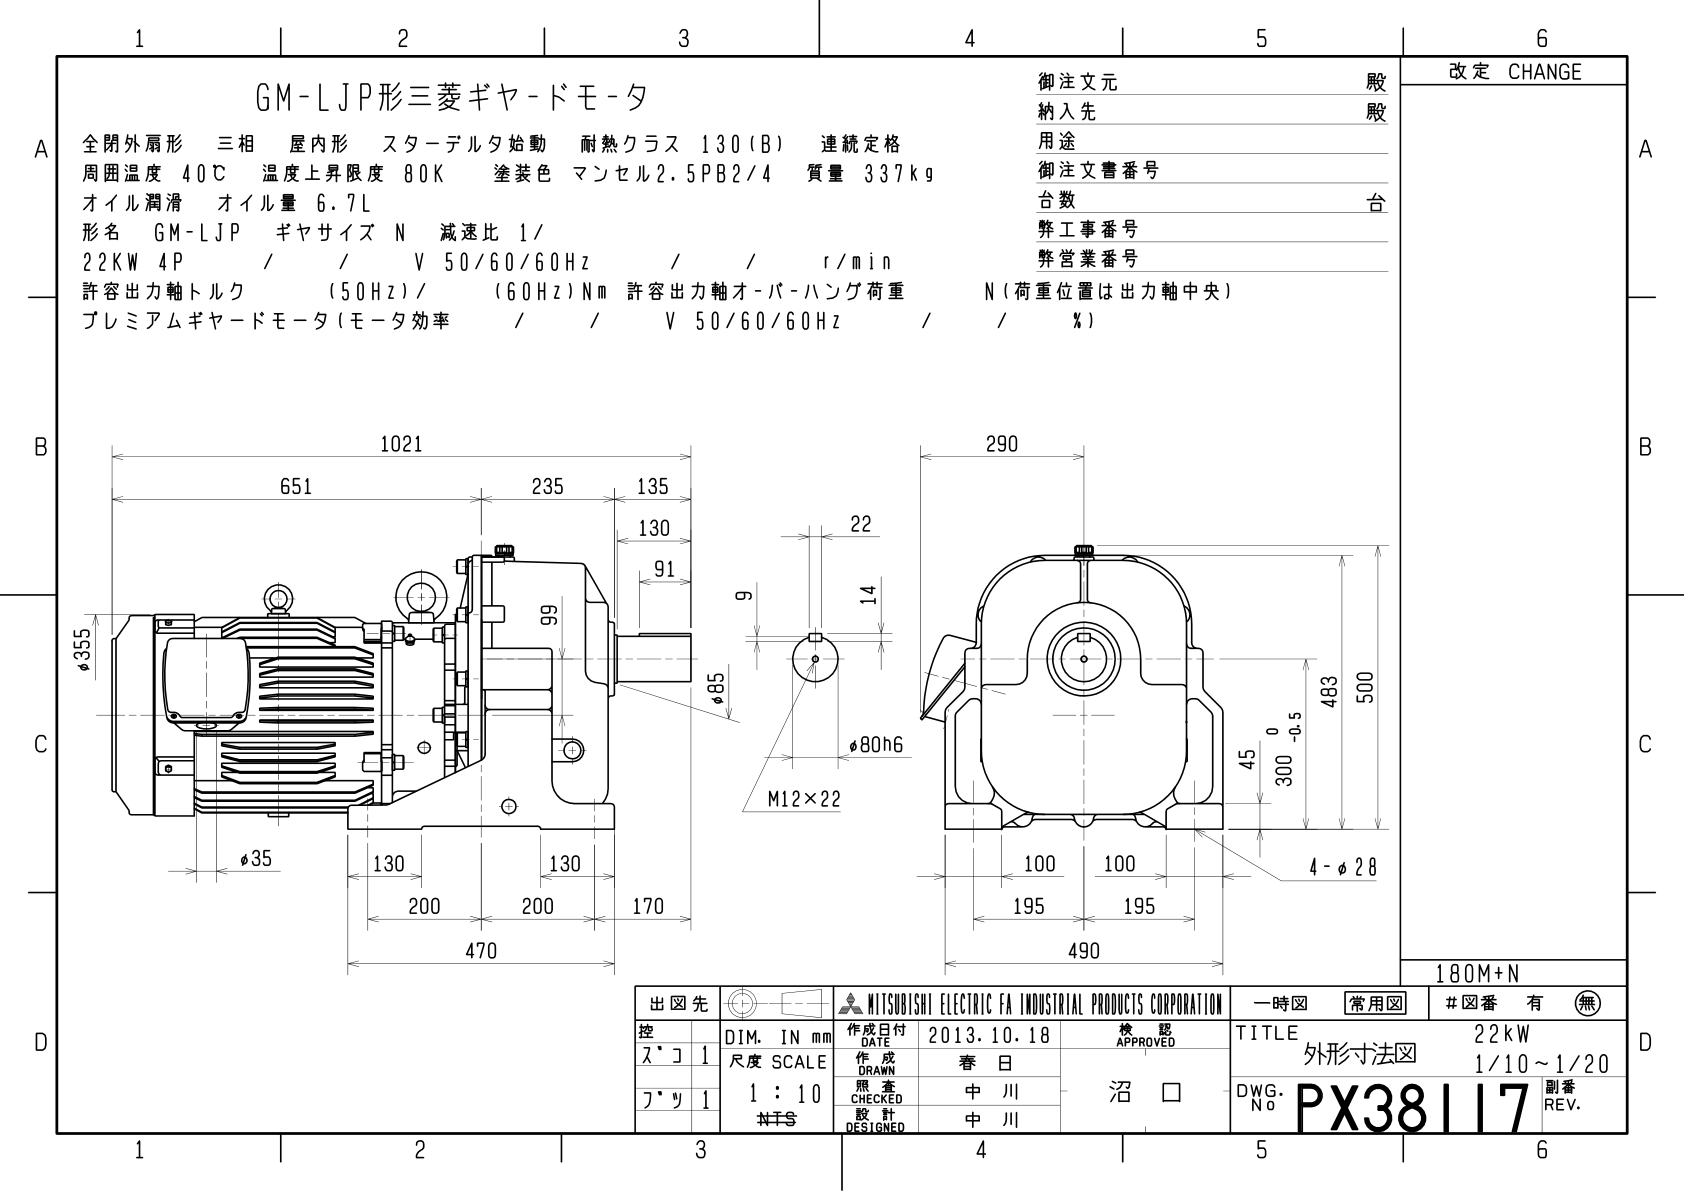 1 2 3 4 5 6
改定 CHANGE
GM-LJP形三菱ギヤードモータ
御注文元 殿
納入先 殿
用途
御注文書番号
台数 台
弊工事番号
弊営業番号
全閉外扇形 三相 屋内形 スターデルタ始動 耐熱クラス 130(B) 連続定格
周囲温度 40℃ 温度上昇限度 80K 塗装色 マンセル2.5PB2/4 質量 337kg
オイル潤滑 オイル量 6.7L
形名 GM-LJP ギヤサイズ N 減速比 1/
22KW 4P / / V 50/60/60Hz / / r/min
許容出力軸トルク (50Hz)/ (60Hz)Nm 許容出力軸オーバーハング荷重 N(荷重位置は出力軸中央)
プレミアムギヤードモータ(モータ効率 / / V 50/60/60Hz / / %)
A A
B B
C C
D D
1021
651 235 135
130
91
99
φ355
φ85
φ35
130 130
200 200 170
470
22
9
14
φ80h6
M12×22
290
483
500
45
300 0 -0.5
100 100
4-φ28
195 195
490
180M+N
出図先
MITSUBISHI ELECTRIC FA INDUSTRIAL PRODUCTS CORPORATION
一時図 常用図 #図番 有 無
控
ズコ 1
ブツ 1
DIM. IN mm
尺度 SCALE
1 : 10
NTS
作成日付 DATE 2013.10.18
作成 DRAWN 春日
照査 CHECKED 中川
設計 DESIGNED 中川
検認 APPROVED
沼口
TITLE 22kW
外形寸法図 1/10~1/20
DWG. No PX38117
副番 REV.
1 2 3 4 5 6